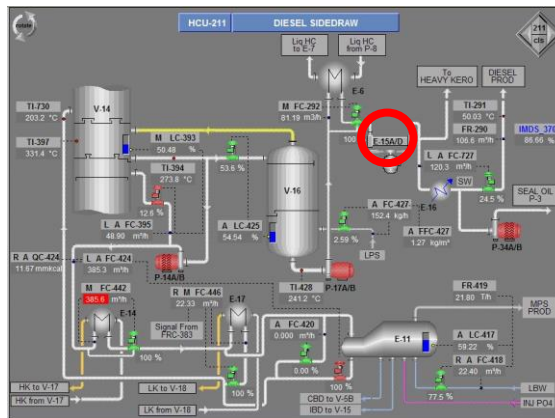 HCU-211
DIESEL SIDEDRAW
rotate
211
cls
Liq HC
to E-7
Liq HC
from P-8
To
HEAVY KERO
DIESEL
PROD
TI-730
203.2 °C
V-14
E-6
M FC-292
81.19 m3/h
100
E-15A/D
TI-291
50.03 °C
FR-290
106.6 m³/h
IMDS_370
86.66 %
TI-397
331.4 °C
M LC-393
50.48 %
TI-394
273.8 °C
53.6 %
V-16
L A FC-727
120.3 m³/h
SW
24.5 %
SEAL OIL
P-3
12.6 %
L A FC-395
48.90 m³/h
A LC-425
54.54 %
A FC-427
152.4 kg/h
E-16
2.59 %
A FFC-427
1.27 kg/m³
LPS
P-34A/B
R A QC-424
11.67 mmkcal
L A FC-424
385.3 m³/h
P-14A/B
TI-428
241.2 °C
P-17A/B
M FC-442
385.6 m³/h
E-14
R M FC-446
22.33 m³/h
E-17
Signal From
FRC-383
100 %
A FC-420
0.000 m³/h
0.00 %
100 %
100 %
E-11
FR-419
21.80 T/h
MPS
PROD
A LC-417
59.22 %
R A FC-418
22.40 m³/h
77.5 %
HK to V-17
HK from V-17
LK to V-18
LK from V-18
CBD to V-5B
IBD to V-15
LBW
INJ PO4